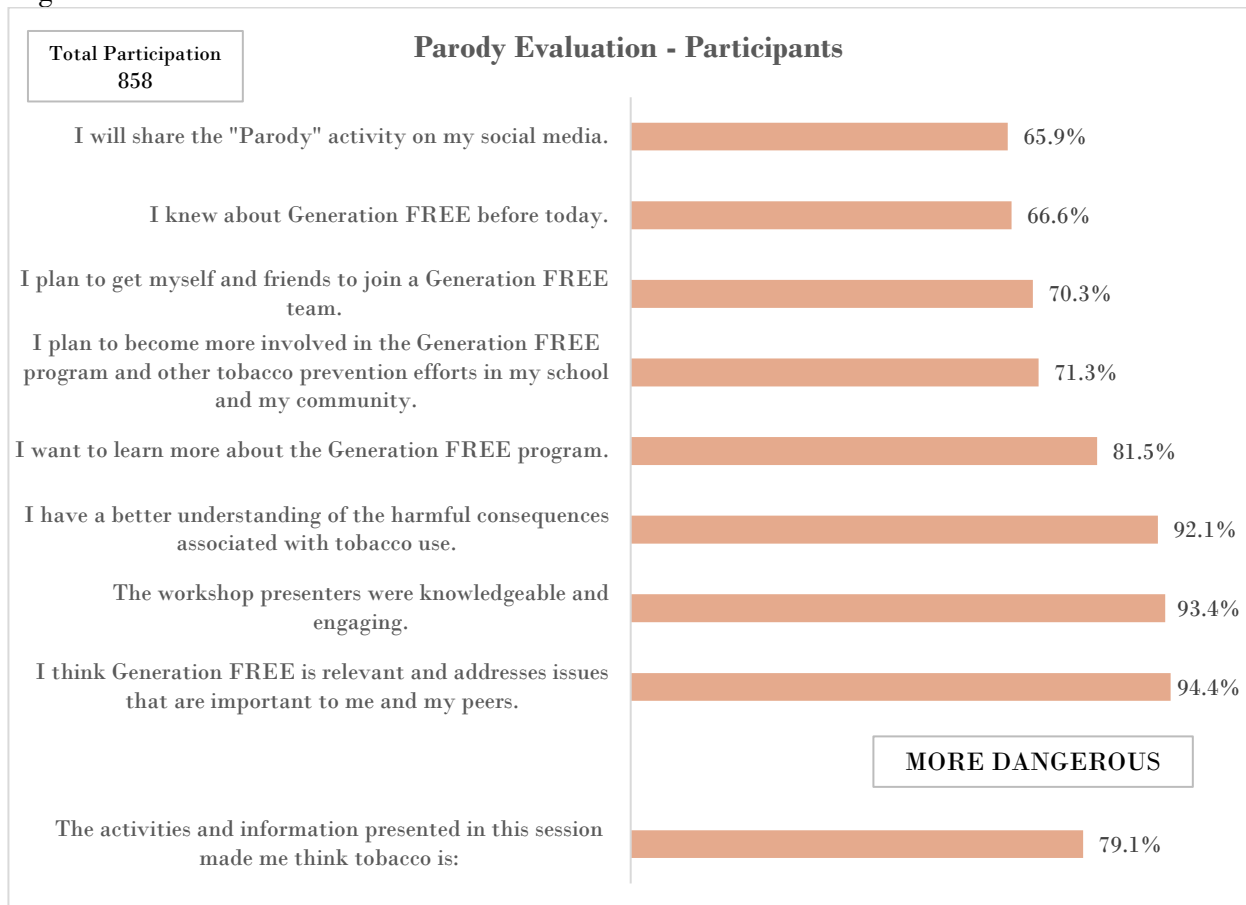 Total Participation
858
Parody Evaluation - Participants
I will share the "Parody" activity on my social media.
65.9%
I knew about Generation FREE before today.
66.6%
I plan to get myself and friends to join a Generation FREE
team.
70.3%
I plan to become more involved in the Generation FREE
program and other tobacco prevention efforts in my school
and my community.
71.3%
I want to learn more about the Generation FREE program.
81.5%
I have a better understanding of the harmful consequences
associated with tobacco use.
92.1%
The workshop presenters were knowledgeable and
engaging.
93.4%
I think Generation FREE is relevant and addresses issues
that are important to me and my peers.
94.4%
MORE DANGEROUS
The activities and information presented in this session
made me think tobacco is:
79.1%